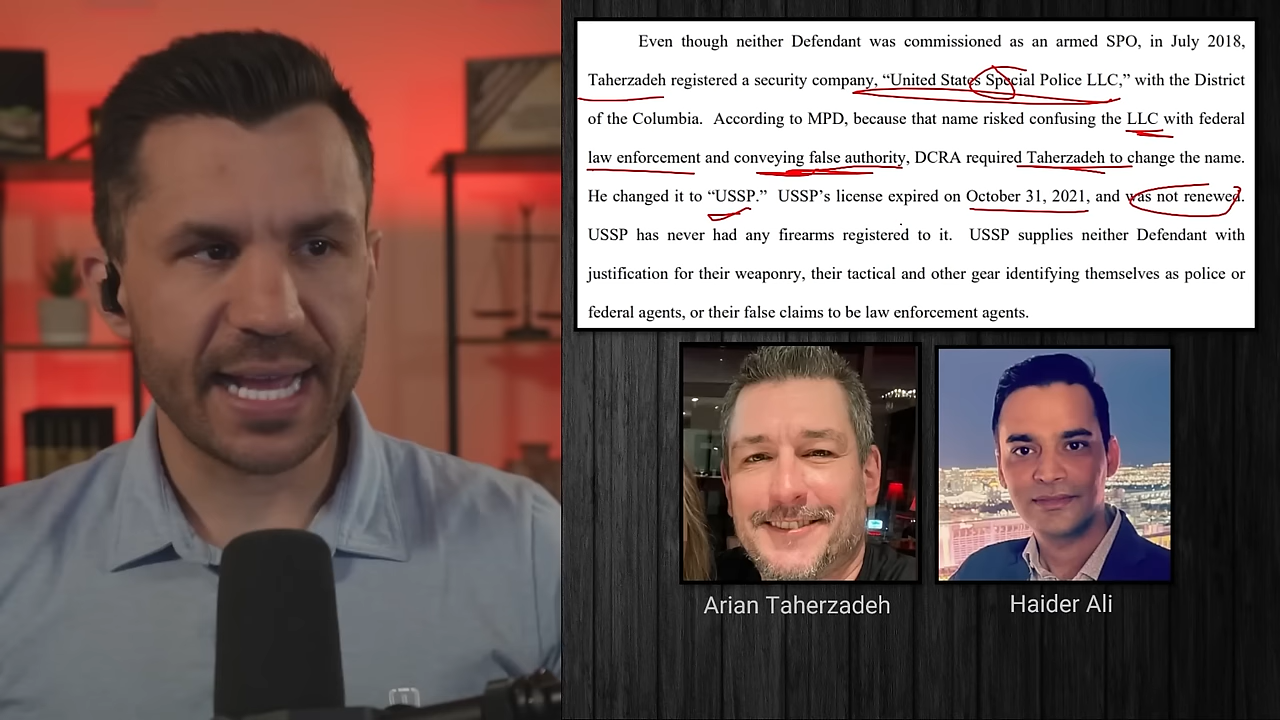 Even though neither Defendant was commissioned as an armed SPO, in July 2018,
Taherzadeh registered a security company, “United States Special Police LLC,” with the District
of the Columbia. According to MPD, because that name risked confusing the LLC with federal
law enforcement and conveying false authority, DCRA required Taherzadeh to change the name.
He changed it to “USSP.” USSP’s license expired on October 31, 2021, and was not renewed.
USSP has never had any firearms registered to it. USSP supplies neither Defendant with
justification for their weaponry, their tactical and other gear identifying themselves as police or
federal agents, or their false claims to be law enforcement agents.
Arian Taherzadeh
Haider Ali